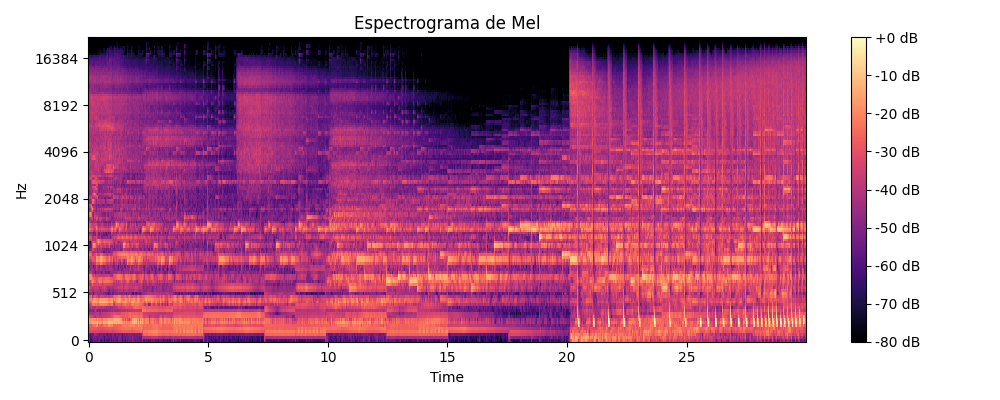 Espectrograma de Mel
Hz
16384
8192
4096
2048
1024
512
0
0 5 10 15 20 25
Time
+0 dB
-10 dB
-20 dB
-30 dB
-40 dB
-50 dB
-60 dB
-70 dB
-80 dB